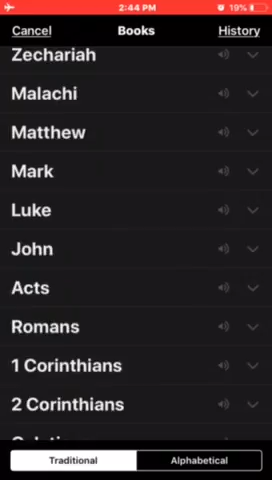 2:44 PM 19%
Cancel Books History
Zechariah
Malachi
Matthew
Mark
Luke
John
Acts
Romans
1 Corinthians
2 Corinthians
Traditional Alphabetical